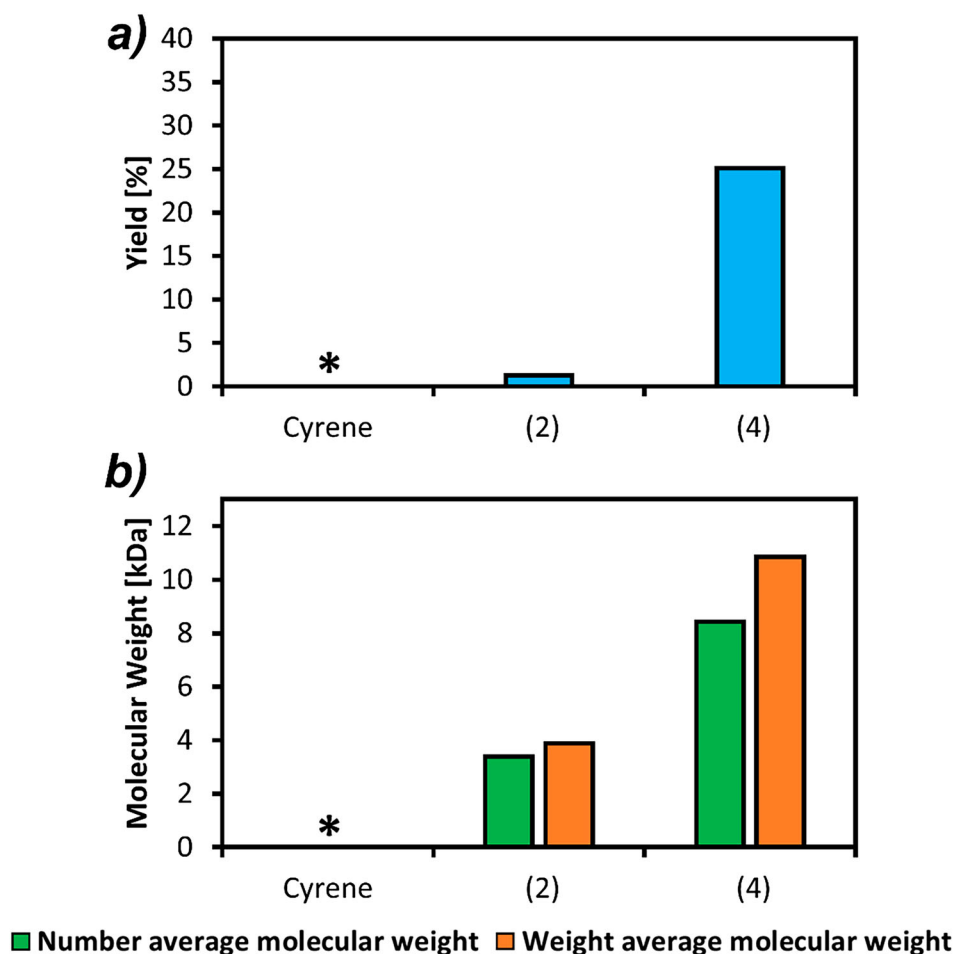 a)
40
35
30
25
20
15
10
5
0
Yield [%]
*
Cyrene (2) (4)
b)
12
10
8
6
4
2
0
Molecular Weight [kDa]
*
Cyrene (2) (4)
Number average molecular weight Weight average molecular weight